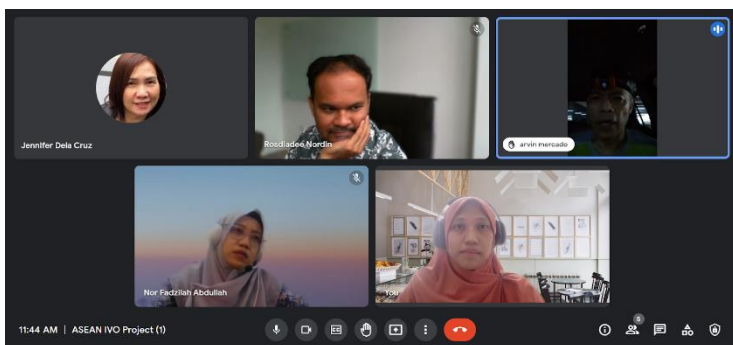 Jennifer Dela Cruz
Rosdiadee Nordin
arvin mercado
Nor Fadzilah Abdullah
You
11:44 AM | ASEAN IVO Project (1)
CC
5